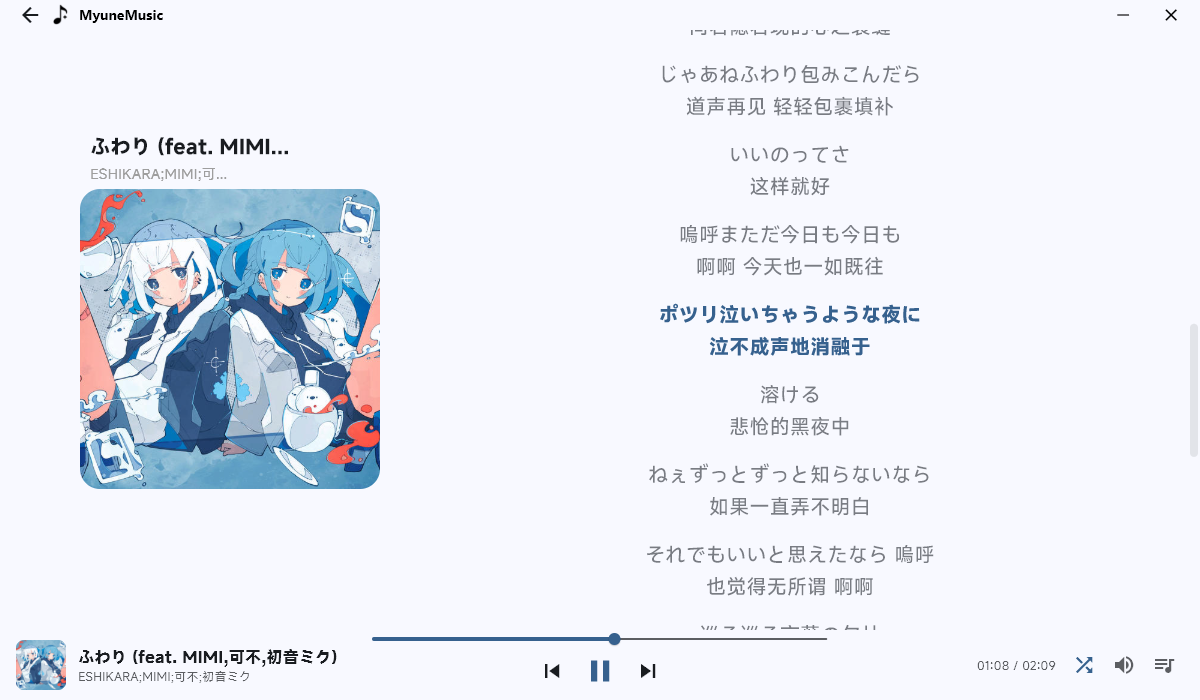 MyuneMusic
ふわり (feat. MIMI...
ESHIKARA;MIMI;可...
じゃあねふわり包みこんだら
道声再见 轻轻包裹填补
いいのってさ
这样就好
嗚呼まただ今日も今日も
啊啊 今天也一如既往
ポツリ泣いちゃうような夜に
泣不成声地消融于
溶ける
悲怆的黑夜中
ねぇずっとずっと知らないなら
如果一直弄不明白
それでもいいと思えたなら 嗚呼
也觉得无所谓 啊啊
ふわり (feat. MIMI,可不,初音ミク)
ESHIKARA;MIMI;可不;初音ミク
01:08 / 02:09